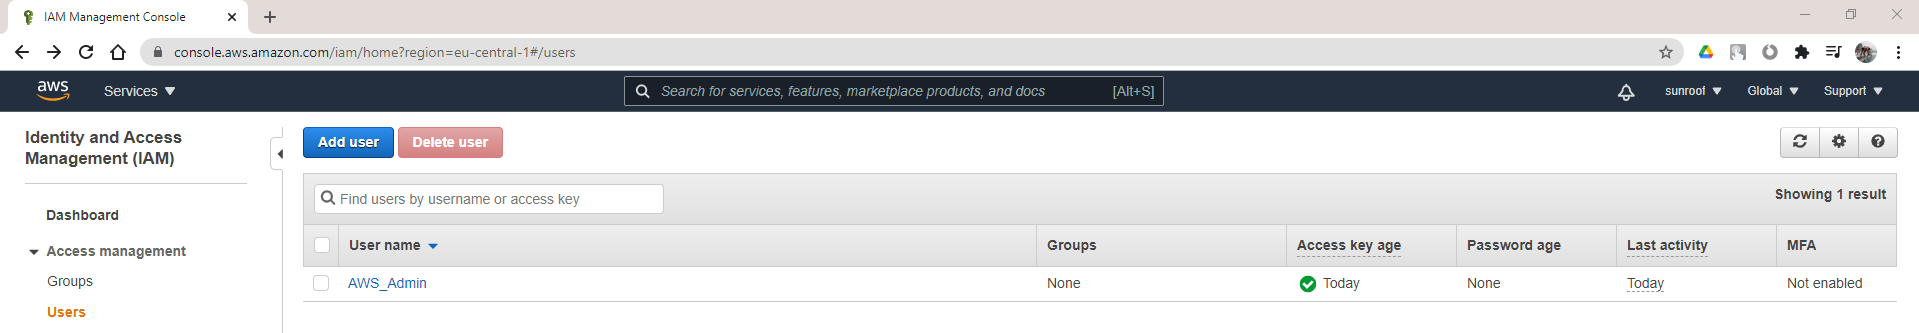 IAM Management Console
console.aws.amazon.com/iam/home?region=eu-central-1#/users
aws
Services
Search for services, features, marketplace products, and docs
[Alt+S]
sunroof
Global
Support
Identity and Access
Management (IAM)
Add user
Delete user
Find users by username or access key
Showing 1 result
Dashboard
Access management
Groups
Users
User name
Groups
Access key age
Password age
Last activity
MFA
AWS_Admin
None
Today
None
Today
Not enabled